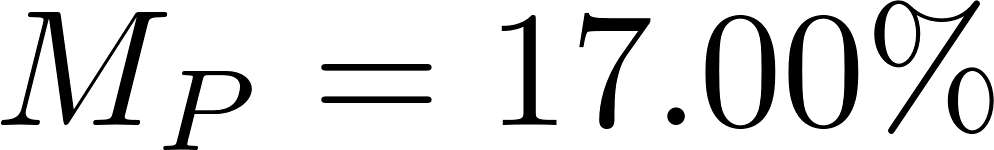 M_P = 17.00%